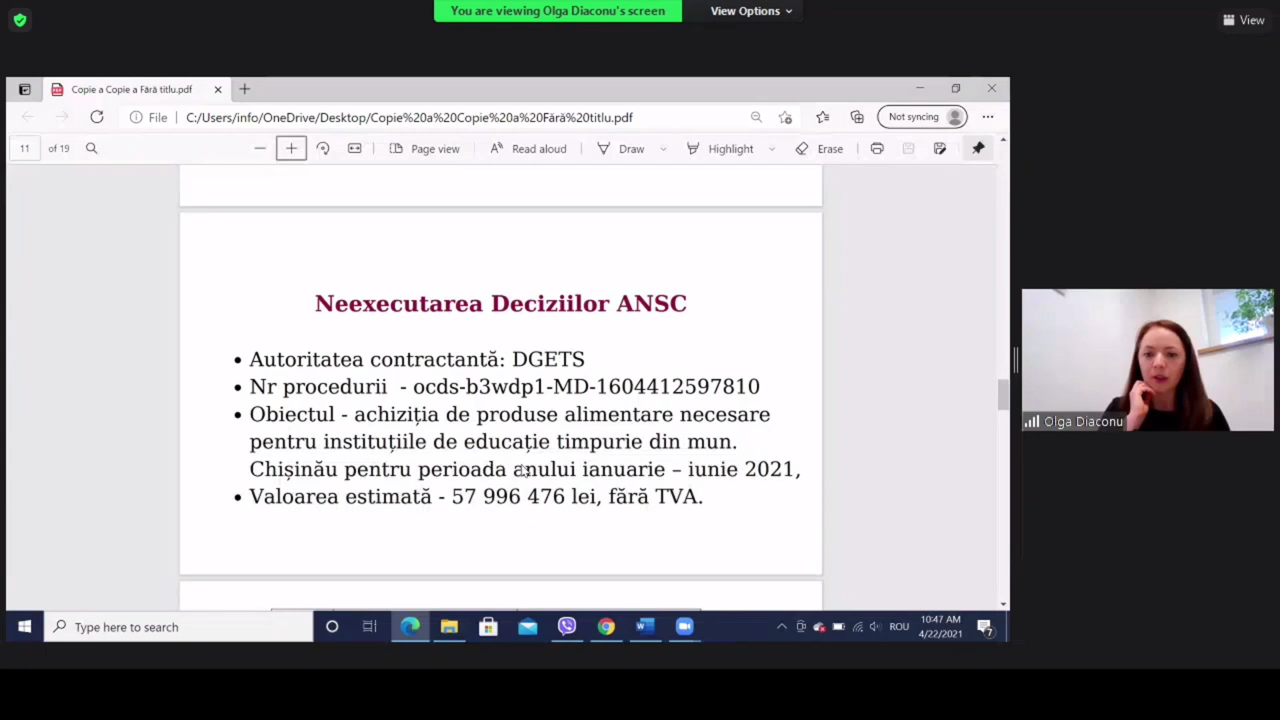 You are viewing Olga Diaconu's screen
View Options
View
Copie a Copie a Fără titlu.pdf
File
C:/Users/info/OneDrive/Desktop/Copie%20a%20Copie%20a%20Fără%20titlu.pdf
Not syncing
11 of 19
Page view
Read aloud
Draw
Highlight
Erase
Neexecutarea Deciziilor ANSC
• Autoritatea contractantă: DGETS
• Nr procedurii - ocds-b3wdp1-MD-1604412597810
• Obiectul - achiziția de produse alimentare necesare
pentru instituțiile de educație timpurie din mun.
Chișinău pentru perioada anului ianuarie – iunie 2021,
• Valoarea estimată - 57 996 476 lei, fără TVA.
Olga Diaconu
Type here to search
ROU
10:47 AM
4/22/2021
7